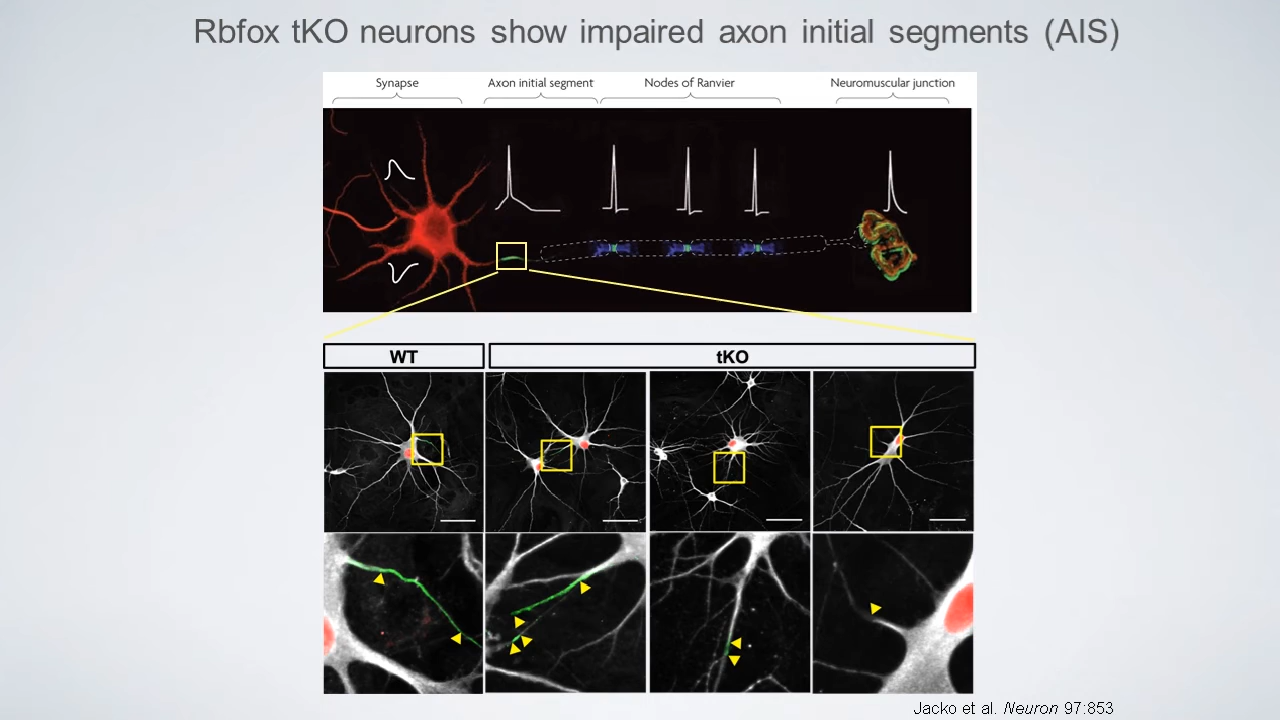 Rbfox tKO neurons show impaired axon initial segments (AIS)
Synapse Axon initial segment Nodes of Ranvier Neuromuscular junction
WT tKO
Jacko et al. Neuron 97:853